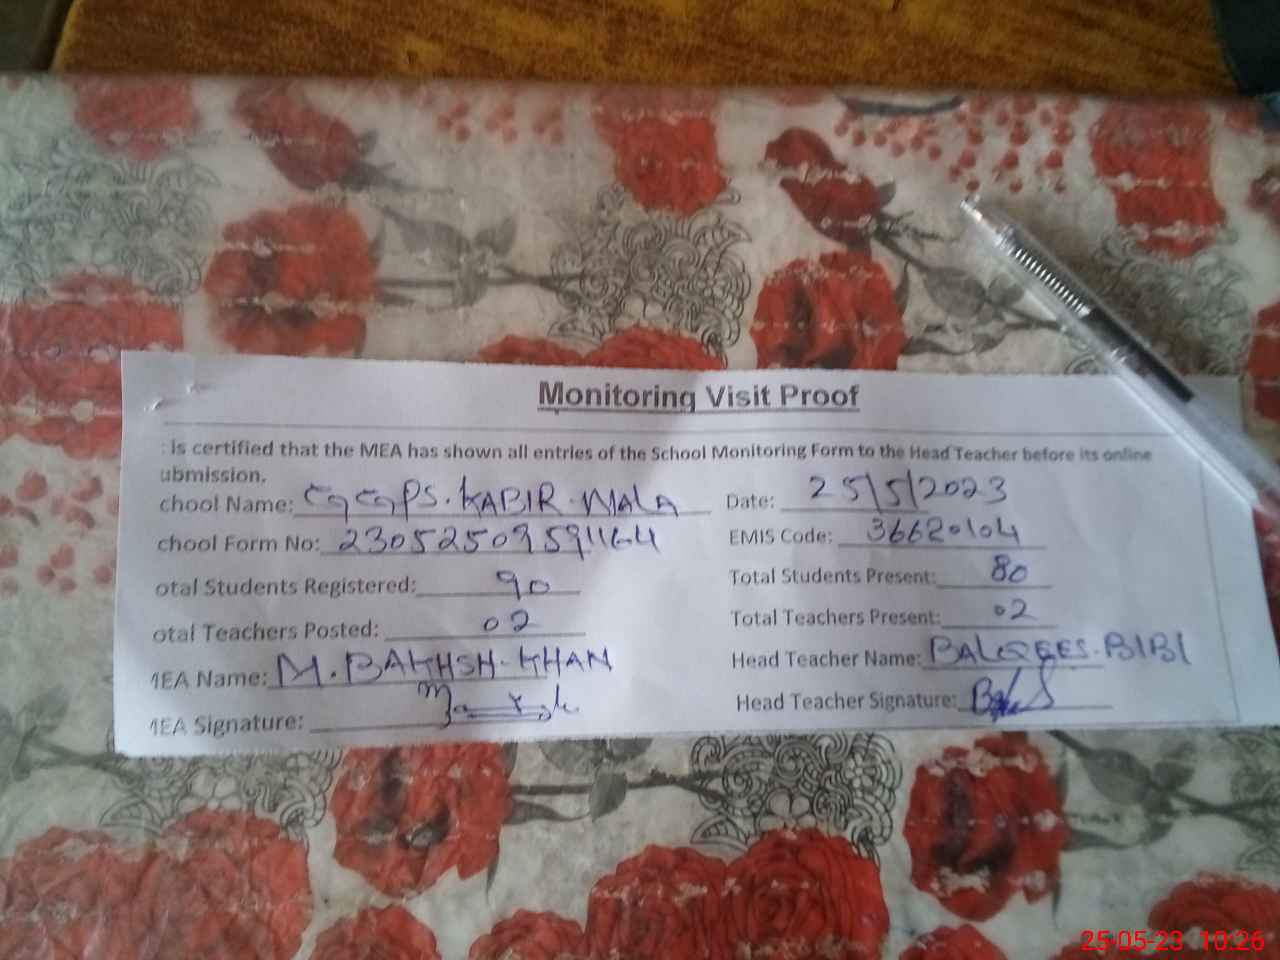 Monitoring Visit Proof
: is certified that the MEA has shown all entries of the School Monitoring Form to the Head Teacher before its online
ubmission.
chool Name: GGPS. KABIR. WALA Date: 25/5/2023
chool Form No: EMIS Code: 36620104
otal Students Registered: 90 Total Students Present: 80
otal Teachers Posted: 02 Total Teachers Present: 02
MEA Name: M. BAKHSH. KHAN Head Teacher Name: BALQEES. BIBI
MEA Signature: Head Teacher Signature:
25-05-23 10:26